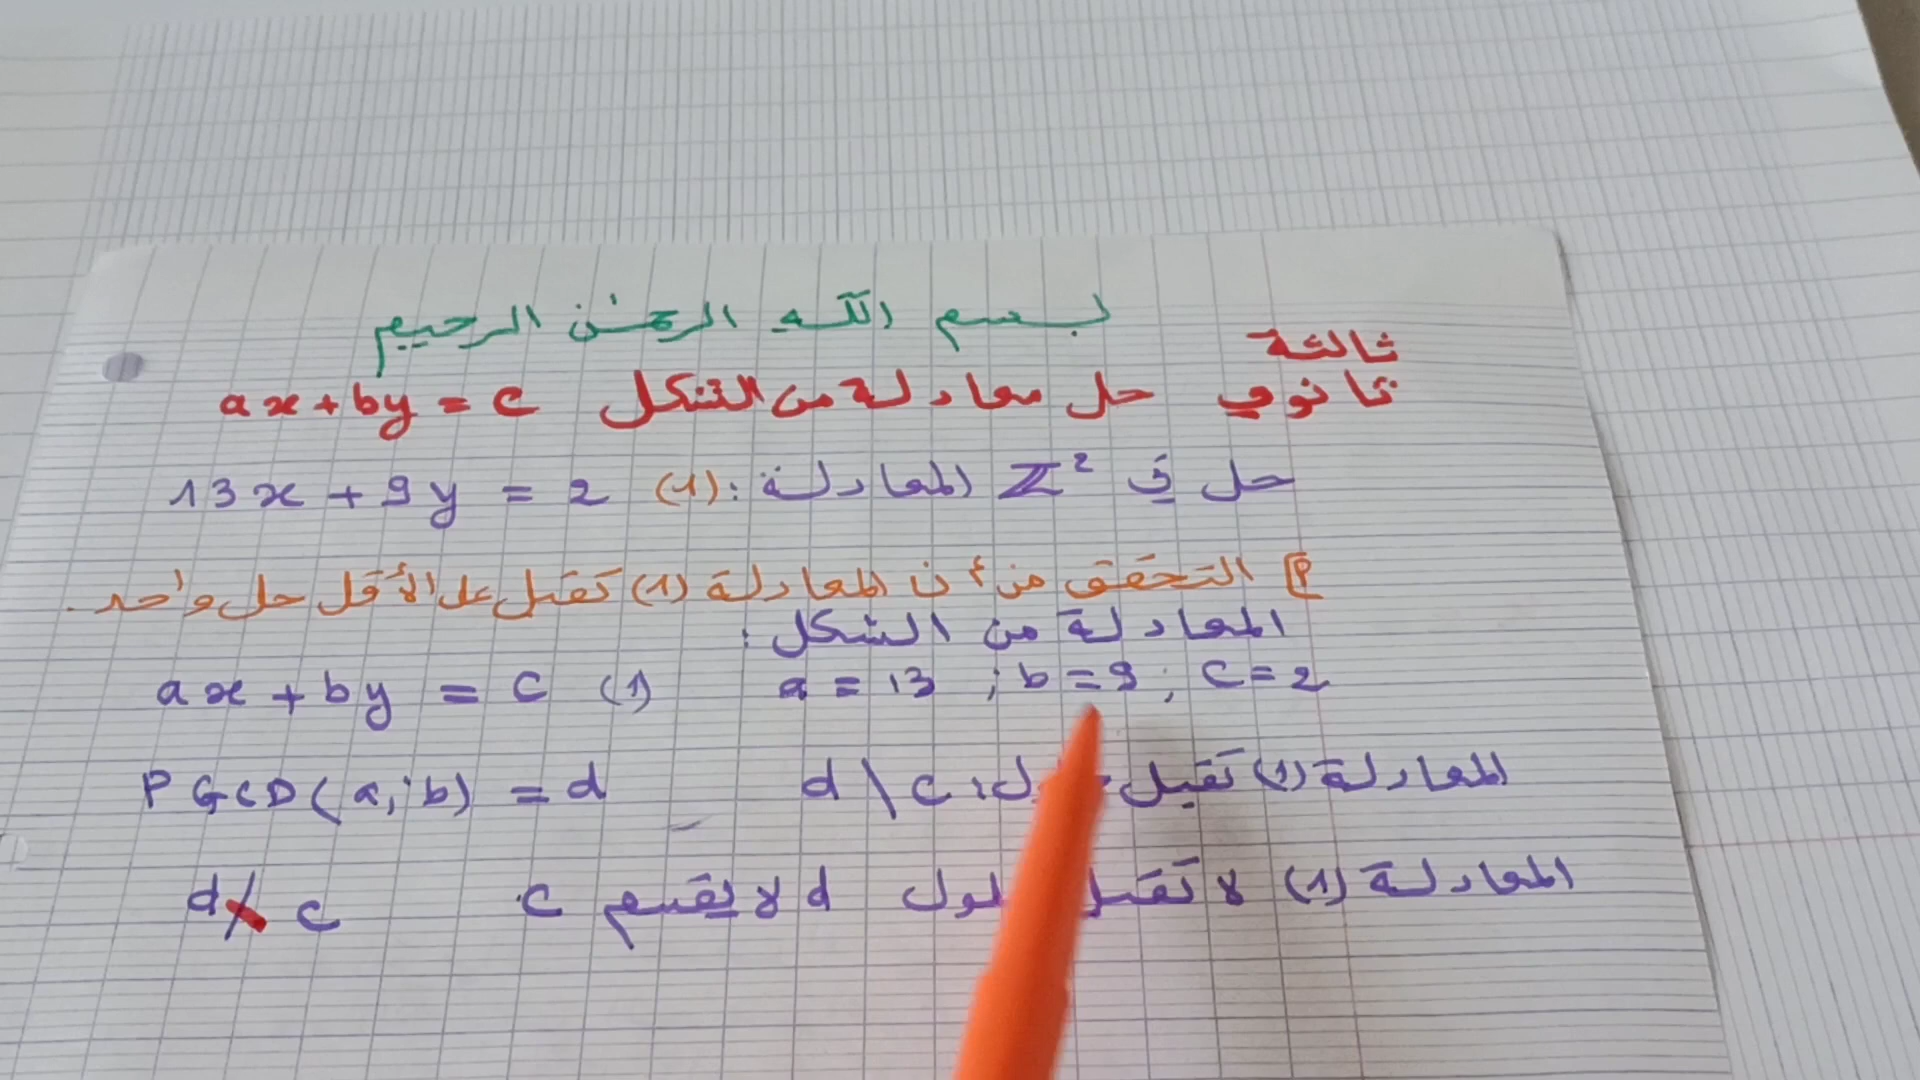 بسم الله الرحمن الرحيم
ثالثة ثانوي حل معادلة من الشكل ax + by = c
حل في Z² المعادلة: (1) 13x + 9y = 2
أ] التحقق من أن المعادلة (1) تقبل على الأقل حل واحد.
المعادلة من الشكل:
ax + by = c (1) a = 13 ; b = 9 ; c = 2
المعادلة (1) تقبل d \ c
PGCD(a; b) = d
المعادلة (1) لا تقبل d لا يقسم c
d \ c